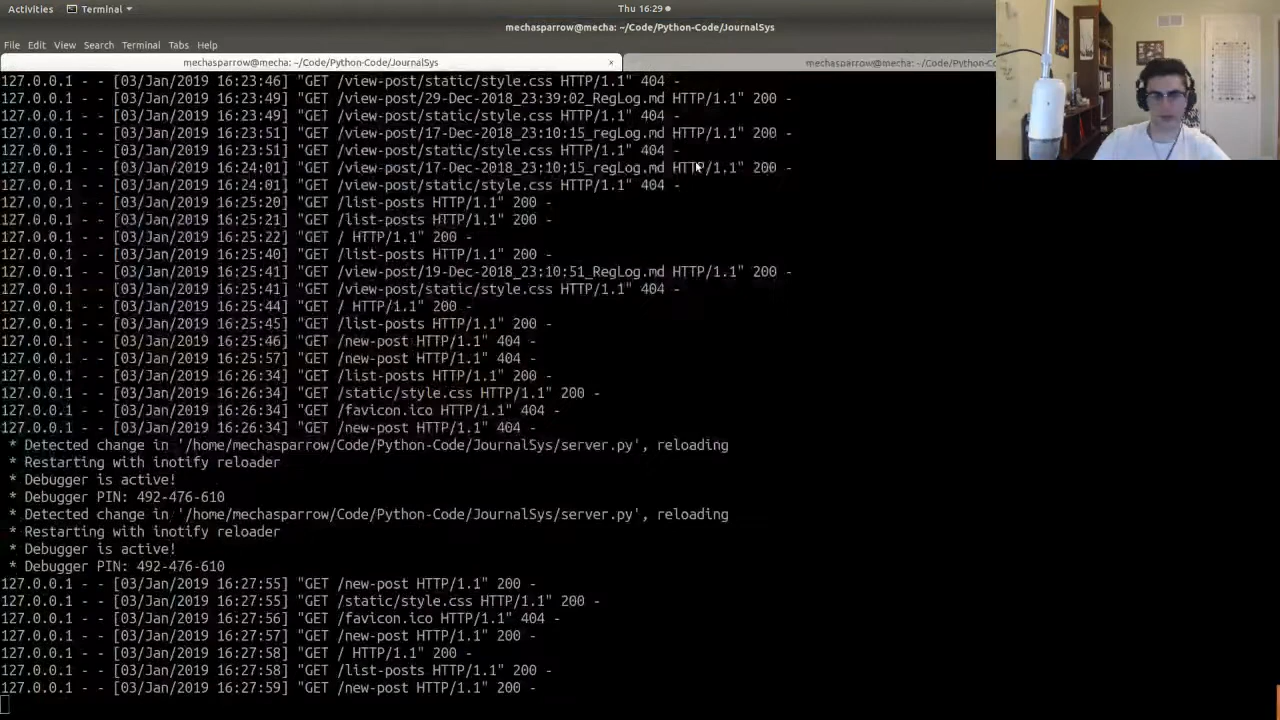 Activities Terminal Thu 16:29
mechasparrow@mecha: ~/Code/Python-Code/JournalSys
File Edit View Search Terminal Tabs Help
mechasparrow@mecha: ~/Code/Python-Code/JournalSys × mechasparrow@mecha: ~/Code/Python-Co
127.0.0.1 - - [03/Jan/2019 16:23:46] "GET /view-post/static/style.css HTTP/1.1" 404 -
127.0.0.1 - - [03/Jan/2019 16:23:49] "GET /view-post/29-Dec-2018_23:39:02_RegLog.md HTTP/1.1" 200 -
127.0.0.1 - - [03/Jan/2019 16:23:49] "GET /view-post/static/style.css HTTP/1.1" 404 -
127.0.0.1 - - [03/Jan/2019 16:23:51] "GET /view-post/17-Dec-2018_23:10:15_regLog.md HTTP/1.1" 200 -
127.0.0.1 - - [03/Jan/2019 16:23:51] "GET /view-post/static/style.css HTTP/1.1" 404 -
127.0.0.1 - - [03/Jan/2019 16:24:01] "GET /view-post/17-Dec-2018_23:10:15_regLog.md HTTP/1.1" 200 -
127.0.0.1 - - [03/Jan/2019 16:24:01] "GET /view-post/static/style.css HTTP/1.1" 404 -
127.0.0.1 - - [03/Jan/2019 16:25:20] "GET /list-posts HTTP/1.1" 200 -
127.0.0.1 - - [03/Jan/2019 16:25:21] "GET /list-posts HTTP/1.1" 200 -
127.0.0.1 - - [03/Jan/2019 16:25:22] "GET / HTTP/1.1" 200 -
127.0.0.1 - - [03/Jan/2019 16:25:40] "GET /list-posts HTTP/1.1" 200 -
127.0.0.1 - - [03/Jan/2019 16:25:41] "GET /view-post/19-Dec-2018_23:10:51_RegLog.md HTTP/1.1" 200 -
127.0.0.1 - - [03/Jan/2019 16:25:41] "GET /view-post/static/style.css HTTP/1.1" 404 -
127.0.0.1 - - [03/Jan/2019 16:25:44] "GET / HTTP/1.1" 200 -
127.0.0.1 - - [03/Jan/2019 16:25:45] "GET /list-posts HTTP/1.1" 200 -
127.0.0.1 - - [03/Jan/2019 16:25:46] "GET /new-post HTTP/1.1" 404 -
127.0.0.1 - - [03/Jan/2019 16:25:57] "GET /new-post HTTP/1.1" 404 -
127.0.0.1 - - [03/Jan/2019 16:26:34] "GET /list-posts HTTP/1.1" 200 -
127.0.0.1 - - [03/Jan/2019 16:26:34] "GET /static/style.css HTTP/1.1" 200 -
127.0.0.1 - - [03/Jan/2019 16:26:34] "GET /favicon.ico HTTP/1.1" 404 -
127.0.0.1 - - [03/Jan/2019 16:26:34] "GET /new-post HTTP/1.1" 404 -
* Detected change in '/home/mechasparrow/Code/Python-Code/JournalSys/server.py', reloading
* Restarting with inotify reloader
* Debugger is active!
* Debugger PIN: 492-476-610
* Detected change in '/home/mechasparrow/Code/Python-Code/JournalSys/server.py', reloading
* Restarting with inotify reloader
* Debugger is active!
* Debugger PIN: 492-476-610
127.0.0.1 - - [03/Jan/2019 16:27:55] "GET /new-post HTTP/1.1" 200 -
127.0.0.1 - - [03/Jan/2019 16:27:55] "GET /static/style.css HTTP/1.1" 200 -
127.0.0.1 - - [03/Jan/2019 16:27:56] "GET /favicon.ico HTTP/1.1" 404 -
127.0.0.1 - - [03/Jan/2019 16:27:57] "GET /new-post HTTP/1.1" 200 -
127.0.0.1 - - [03/Jan/2019 16:27:58] "GET / HTTP/1.1" 200 -
127.0.0.1 - - [03/Jan/2019 16:27:58] "GET /list-posts HTTP/1.1" 200 -
127.0.0.1 - - [03/Jan/2019 16:27:59] "GET /new-post HTTP/1.1" 200 -